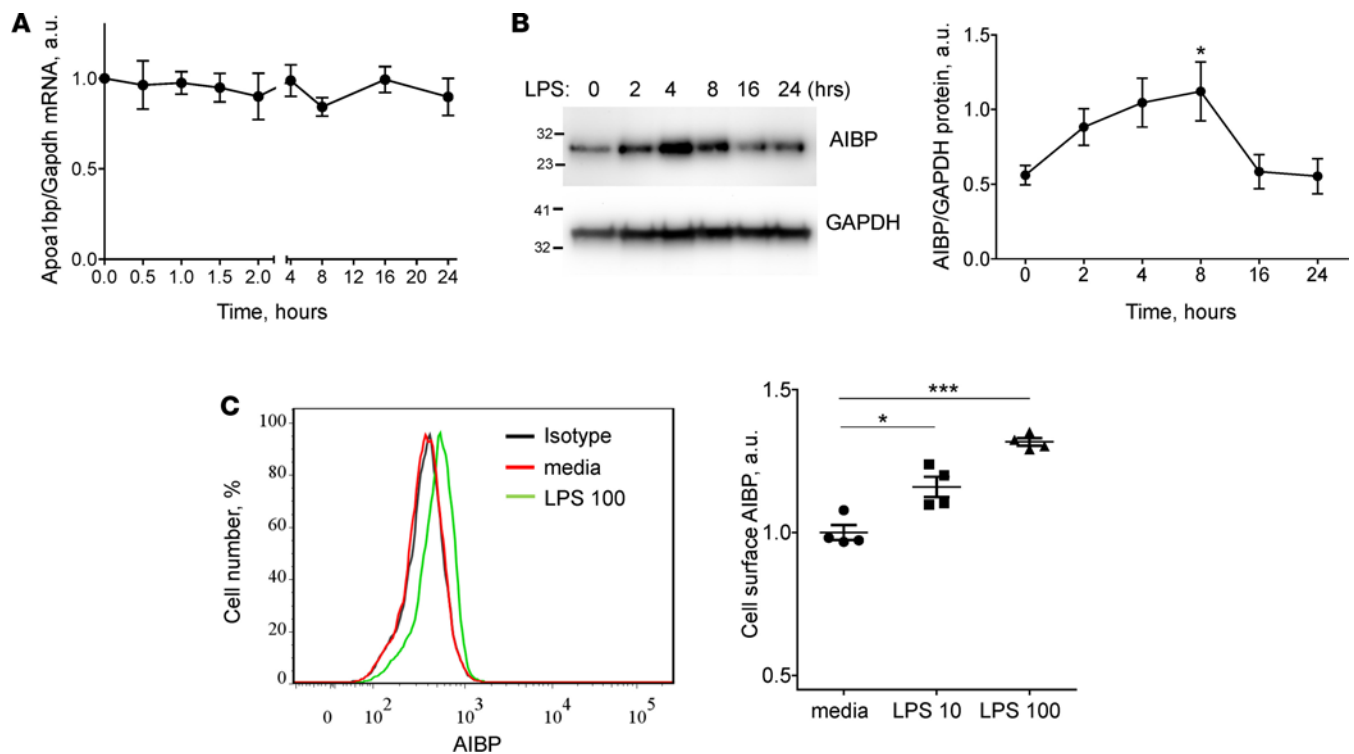 A
Apoa1bp/Gapdh mRNA, a.u.
1.0
0.5
0.0
0.0 0.5 1.0 1.5 2.0 4 8 12 16 20 24
Time, hours
B
LPS: 0 2 4 8 16 24 (hrs)
32
23
AIBP
41
32
GAPDH
AIBP/GAPDH protein, a.u.
1.5
1.0
0.5
0.0
*
0 2 4 8 16 24
Time, hours
C
Cell number, %
100
80
60
40
20
0
Isotype
media
LPS 100
0 10² 10³ 10⁴ 10⁵
AIBP
Cell surface AIBP, a.u.
1.5
1.0
0.5
***
*
media LPS 10 LPS 100